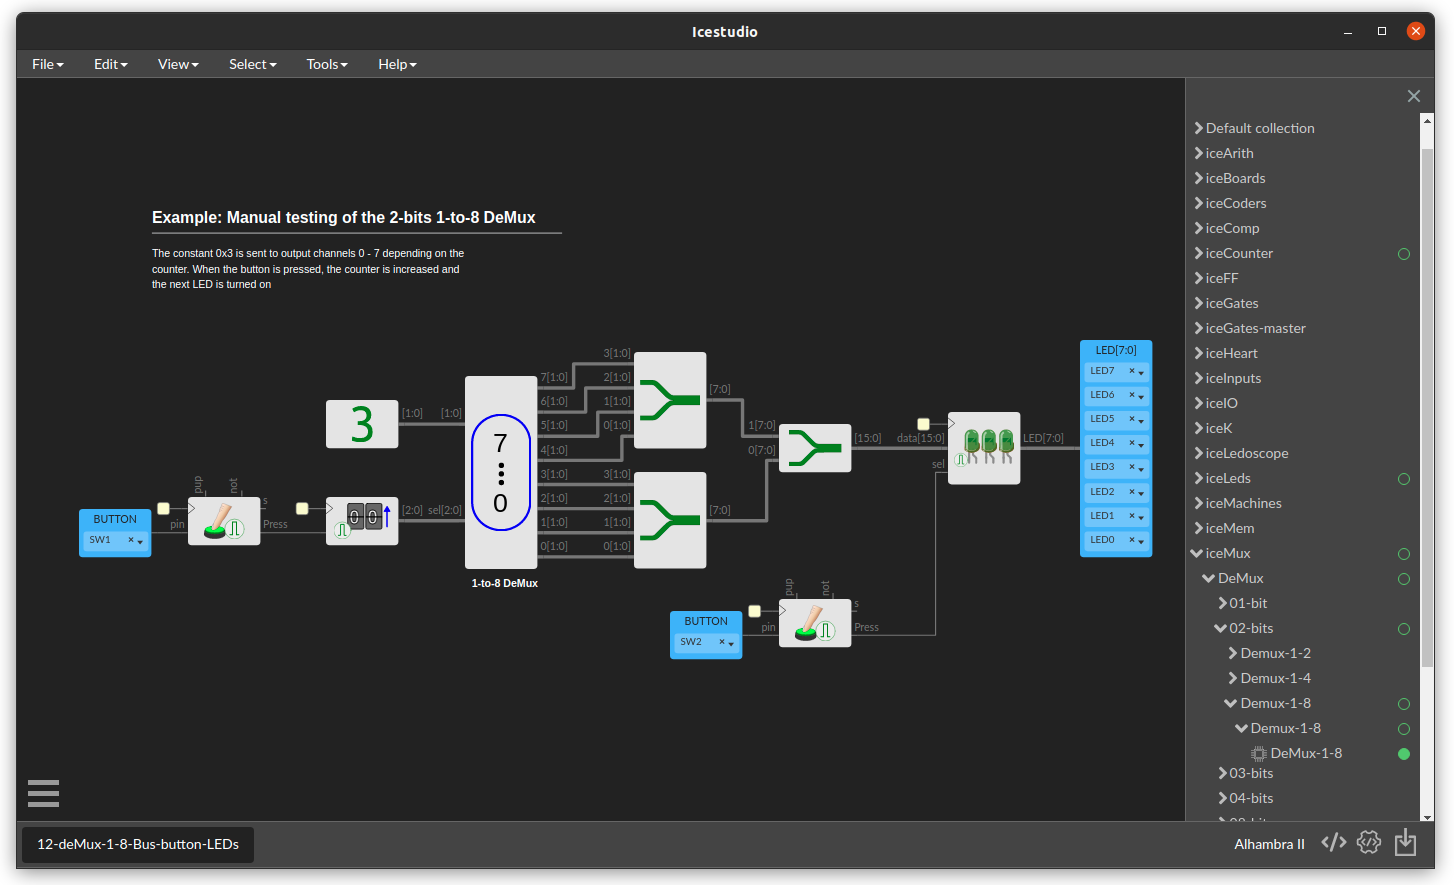 Icestudio
File Edit View Select Tools Help
Example: Manual testing of the 2-bits 1-to-8 DeMux
The constant 0x3 is sent to output channels 0 - 7 depending on the
counter. When the button is pressed, the counter is increased and
the next LED is turned on
3
[1:0] [1:0]
BUTTON
SW1
pin
pup
not
s
Press
00
[2:0] sel[2:0]
7
0
1-to-8 DeMux
7[1:0]
6[1:0]
5[1:0]
4[1:0]
3[1:0]
2[1:0]
1[1:0]
0[1:0]
3[1:0]
2[1:0]
1[1:0]
0[1:0]
[7:0]
3[1:0]
2[1:0]
1[1:0]
0[1:0]
[7:0]
1[7:0]
0[7:0]
[15:0] data[15:0]
sel
LED[7:0]
BUTTON
SW2
pin
pup
not
s
Press
LED[7:0]
LED7
LED6
LED5
LED4
LED3
LED2
LED1
LED0
Default collection
iceArith
iceBoards
iceCoders
iceComp
iceCounter
iceFF
iceGates
iceGates-master
iceHeart
iceInputs
iceIO
iceK
iceLedoscope
iceLeds
iceMachines
iceMem
iceMux
DeMux
01-bit
02-bits
Demux-1-2
Demux-1-4
Demux-1-8
Demux-1-8
DeMux-1-8
03-bits
04-bits
12-deMux-1-8-Bus-button-LEDs
Alhambra II